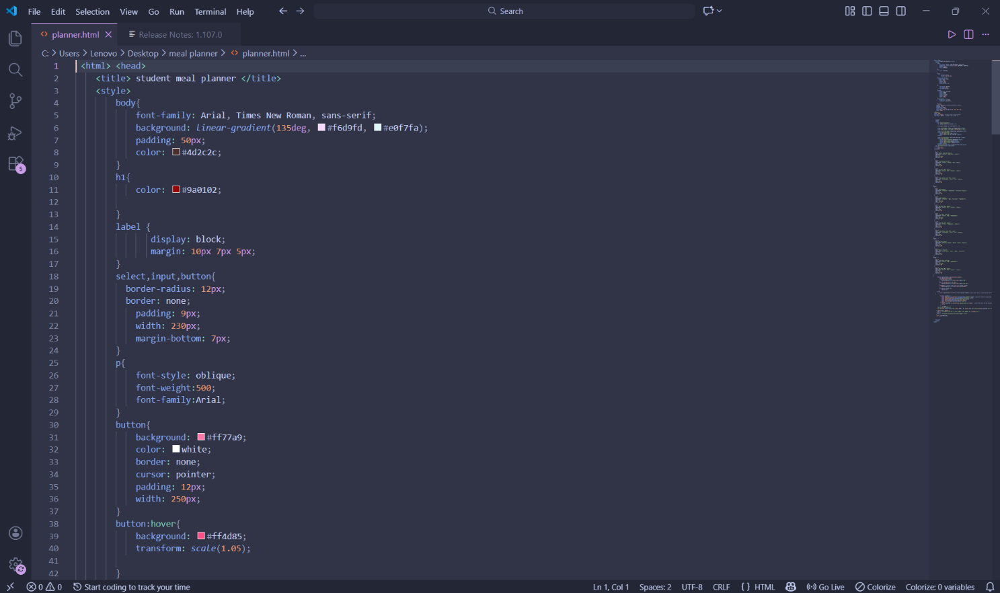 File Edit Selection View Go Run Terminal Help Search
planner.html Release Notes: 1.107.0
C: > Users > Lenovo > Desktop > meal planner > planner.html > ...
1 <html> <head>
2 <title> student meal planner </title>
3 <style>
4 body{
5 font-family: Arial, Times New Roman, sans-serif;
6 background: linear-gradient(135deg, #f6d9fd, #e0f7fa);
7 padding: 50px;
8 color: #4d2c2c;
9 }
10 h1{
11 color: #9a0102;
12
13 }
14 label {
15 display: block;
16 margin: 10px 7px 5px;
17 }
18 select,input,button{
19 border-radius: 12px;
20 border: none;
21 padding: 9px;
22 width: 230px;
23 margin-bottom: 7px;
24 }
25 p{
26 font-style: oblique;
27 font-weight:500;
28 font-family:Arial;
29 }
30 button{
31 background: #ff77a9;
32 color: white;
33 border: none;
34 cursor: pointer;
35 padding: 12px;
36 width: 250px;
37 }
38 button:hover{
39 background: #ff4d85;
40 transform: scale(1.05);
41
42 }
5
0 0 Start coding to track your time Ln 1, Col 1 Spaces: 2 UTF-8 CRLF { } HTML Go Live Colorize Colorize: 0 variables